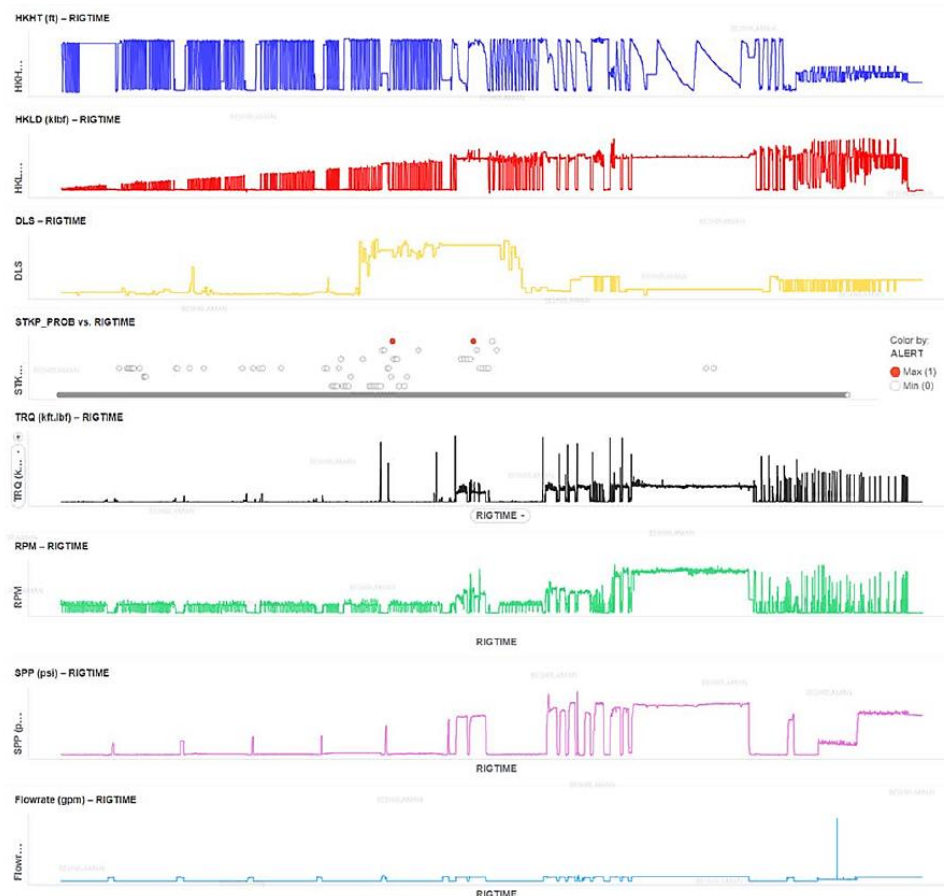 HKHT (ft) – RIGTIME
HKH...
HKLD (klbf) – RIGTIME
HKL...
DLS – RIGTIME
DLS
STKP_PROB vs. RIGTIME
STK...
Color by:
ALERT
Max (1)
Min (0)
TRQ (kft.lbf) – RIGTIME
TRQ (k...
RIGTIME
RPM – RIGTIME
RPM
RIGTIME
SPP (psi) – RIGTIME
SPP (p...
RIGTIME
Flowrate (gpm) – RIGTIME
Flowr...
RIGTIME